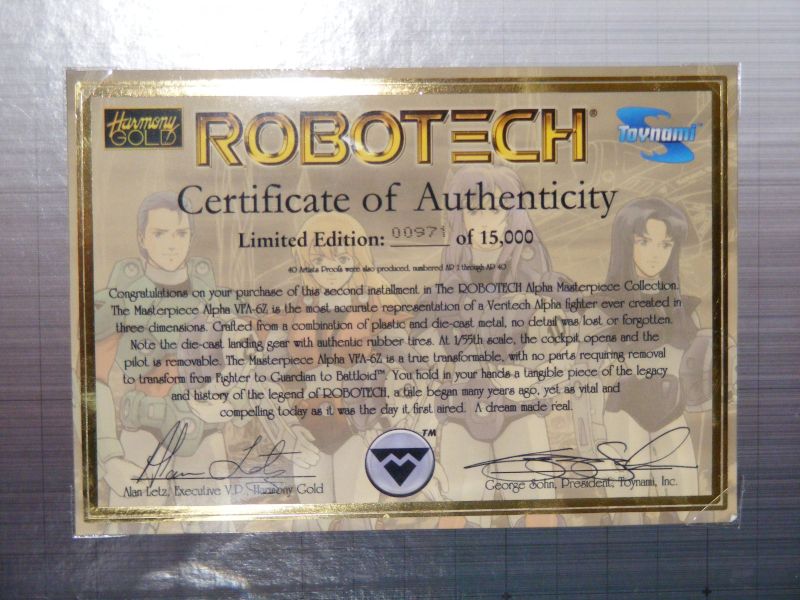 Harmony
GOLD
ROBOTECH®
Toynami™
Certificate of Authenticity
Limited Edition: 00971 of 15,000
40 Artists Proofs were also produced, numbered AP 1 through AP 40
Congratulations on your purchase of this second installment in The ROBOTECH Alpha Masterpiece Collection.
The Masterpiece Alpha VFA-6Z is the most accurate representation of a Veritech Alpha fighter ever created in
three dimensions. Crafted from a combination of plastic and die-cast metal, no detail was lost or forgotten.
Note the die-cast landing gear with authentic rubber tires. At 1/55th scale, the cockpit opens and the
pilot is removable. The Masterpiece Alpha VFA-6Z is a true transformable, with no parts requiring removal
to transform from Fighter to Guardian to Battloid™. You hold in your hands a tangible piece of the legacy
and history of the legend of ROBOTECH, a tale began many years ago, yet as vital and
compelling today as it was the day it first aired. A dream made real.
Alan Letz
TM
Alan Letz, Executive V.P., Harmony Gold
George Sohn, President, Toynami, Inc.